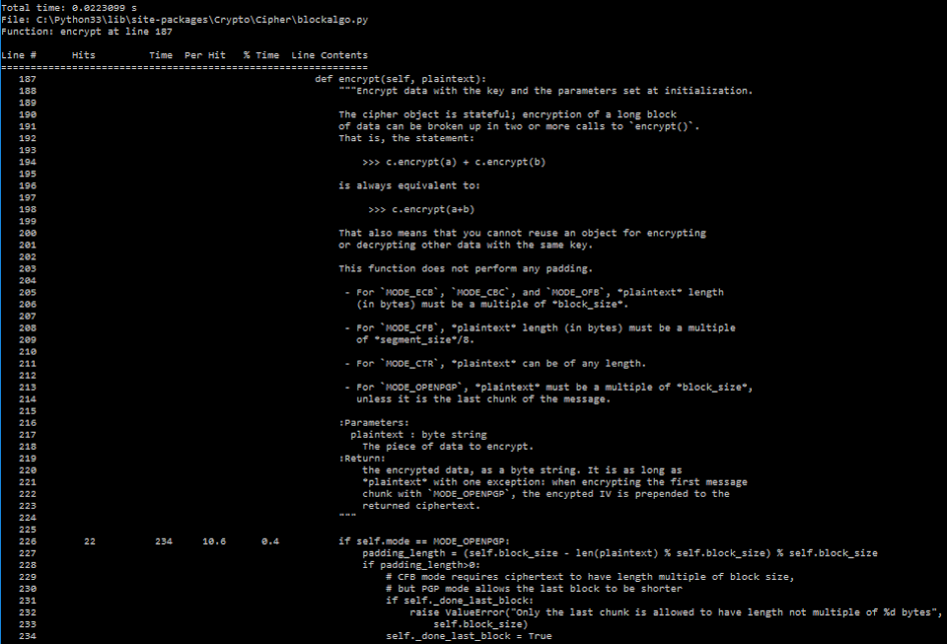 Total time: 0.0223099 s
File: C:\Python33\lib\site-packages\Crypto\Cipher\blockalgo.py
Function: encrypt at line 187
Line # Hits Time Per Hit % Time Line Contents
==============================================================
187 def encrypt(self, plaintext):
188 """Encrypt data with the key and the parameters set at initialization.
189
190 The cipher object is stateful; encryption of a long block
191 of data can be broken up in two or more calls to `encrypt()`.
192 That is, the statement:
193
194 >>> c.encrypt(a) + c.encrypt(b)
195
196 is always equivalent to:
197
198 >>> c.encrypt(a+b)
199
200 That also means that you cannot reuse an object for encrypting
201 or decrypting other data with the same key.
202
203 This function does not perform any padding.
204
205 - For `MODE_ECB`, `MODE_CBC`, and `MODE_OFB`, *plaintext* length
206 (in bytes) must be a multiple of *block_size*.
207
208 - For `MODE_CFB`, *plaintext* length (in bytes) must be a multiple
209 of *segment_size*/8.
210
211 - For `MODE_CTR`, *plaintext* can be of any length.
212
213 - For `MODE_OPENPGP`, *plaintext* must be a multiple of *block_size*,
214 unless it is the last chunk of the message.
215
216 :Parameters:
217 plaintext : byte string
218 The piece of data to encrypt.
219 :Return:
220 the encrypted data, as a byte string. It is as long as
221 *plaintext* with one exception: when encrypting the first message
222 chunk with `MODE_OPENPGP`, the encypted IV is prepended to the
223 returned ciphertext.
224 """
225
226 22 234 10.6 0.4 if self.mode == MODE_OPENPGP:
227 padding_length = (self.block_size - len(plaintext) % self.block_size) % self.block_size
228 if padding_length>0:
229 # CFB mode requires ciphertext to have length multiple of block size,
230 # but PGP mode allows the last block to be shorter
231 if self._done_last_block:
232 raise ValueError("Only the last chunk is allowed to have length not multiple of %d bytes",
233 self.block_size)
234 self._done_last_block = True